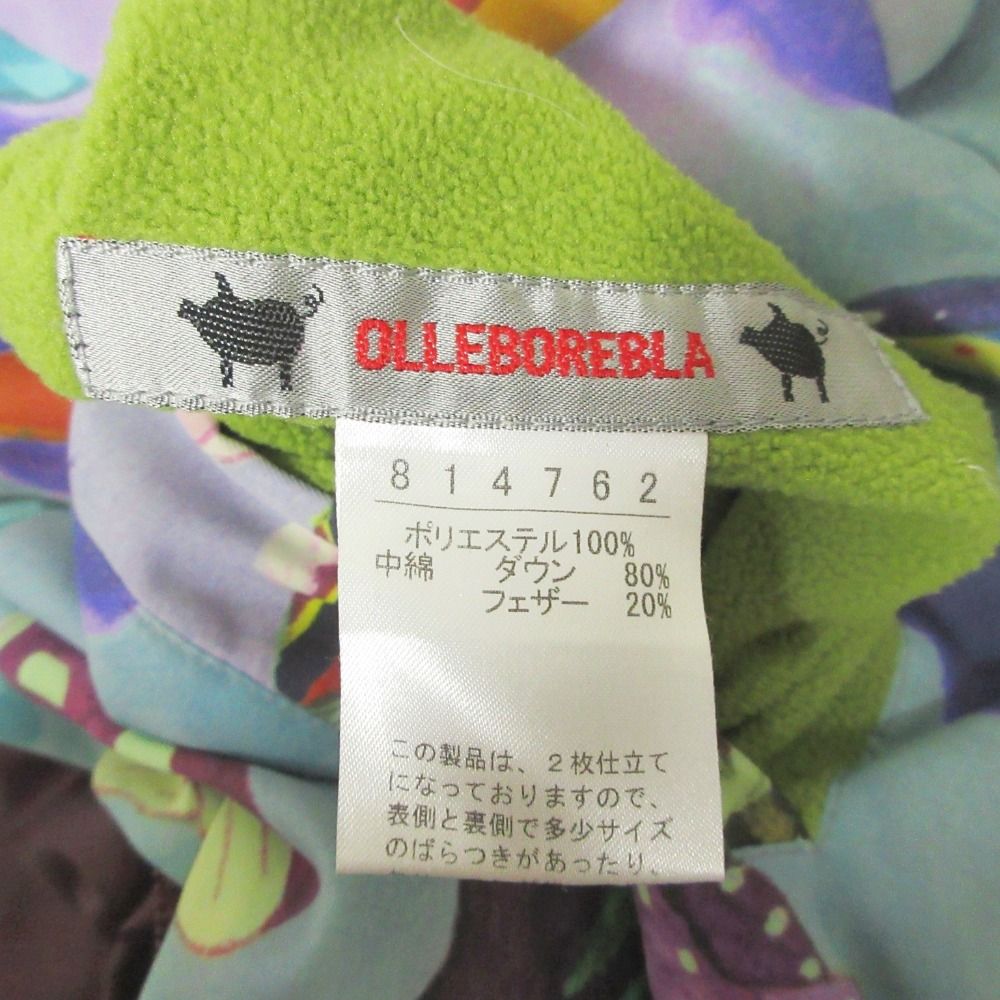 OLLEBOREBLA
8 1 4 7 6 2
ポリエステル100%
中綿 ダウン 80%
フェザー 20%
この製品は、2枚仕立て
になっておりますので、
表側と裏側で多少サイズ
のばらつきがあったり、